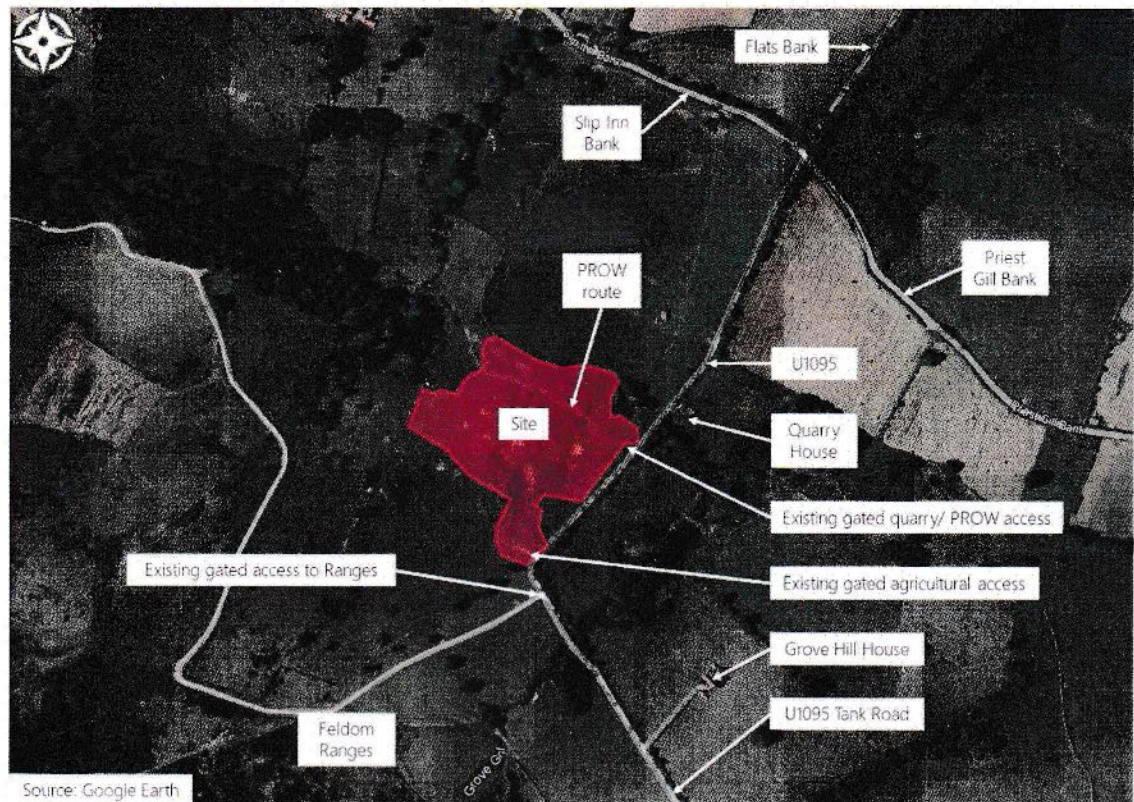 Flats Bank
Slip Inn
Bank
PROW
route
Priest
Gill Bank
U1095
Site
Quarry
House
Existing gated quarry/ PROW access
Existing gated access to Ranges
Existing gated agricultural access
Grove Hill House
U1095 Tank Road
Feldom
Ranges
Grove Gill
Source: Google Earth